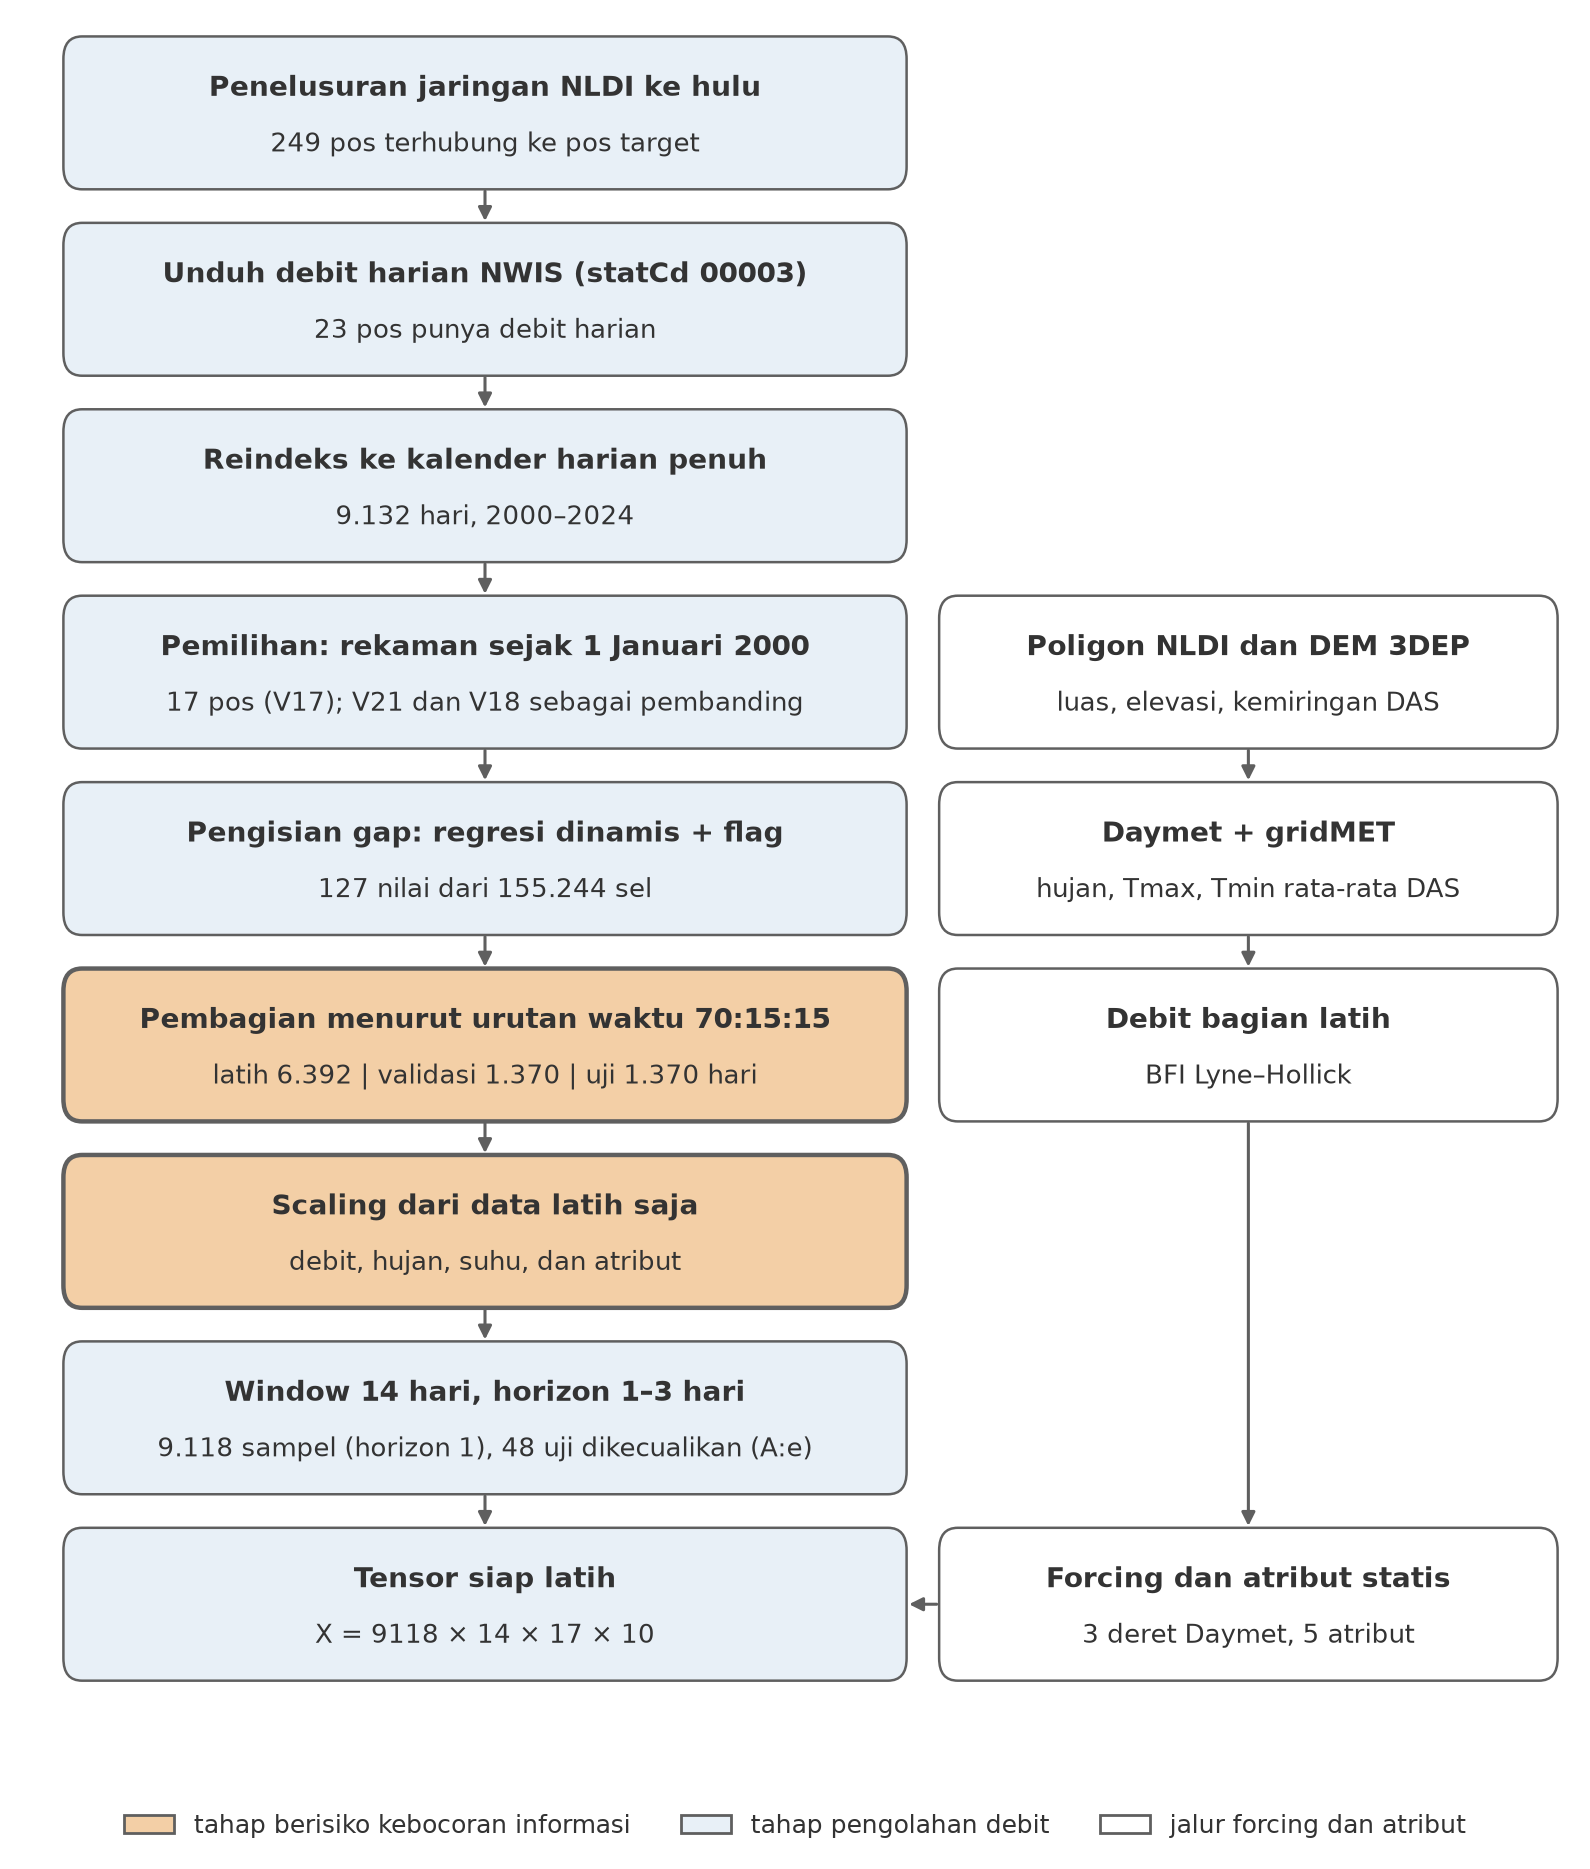 Penelusuran jaringan NLDI ke hulu
249 pos terhubung ke pos target
Unduh debit harian NWIS (statCd 00003)
23 pos punya debit harian
Reindeks ke kalender harian penuh
9.132 hari, 2000–2024
Pemilihan: rekaman sejak 1 Januari 2000
17 pos (V17); V21 dan V18 sebagai pembanding
Pengisian gap: regresi dinamis + flag
127 nilai dari 155.244 sel
Pembagian menurut urutan waktu 70:15:15
latih 6.392 | validasi 1.370 | uji 1.370 hari
Scaling dari data latih saja
debit, hujan, suhu, dan atribut
Window 14 hari, horizon 1–3 hari
9.118 sampel (horizon 1), 48 uji dikecualikan (A:e)
Tensor siap latih
X = 9118 × 14 × 17 × 10
Poligon NLDI dan DEM 3DEP
luas, elevasi, kemiringan DAS
Daymet + gridMET
hujan, Tmax, Tmin rata-rata DAS
Debit bagian latih
BFI Lyne–Hollick
Forcing dan atribut statis
3 deret Daymet, 5 atribut
tahap berisiko kebocoran informasi
tahap pengolahan debit
jalur forcing dan atribut